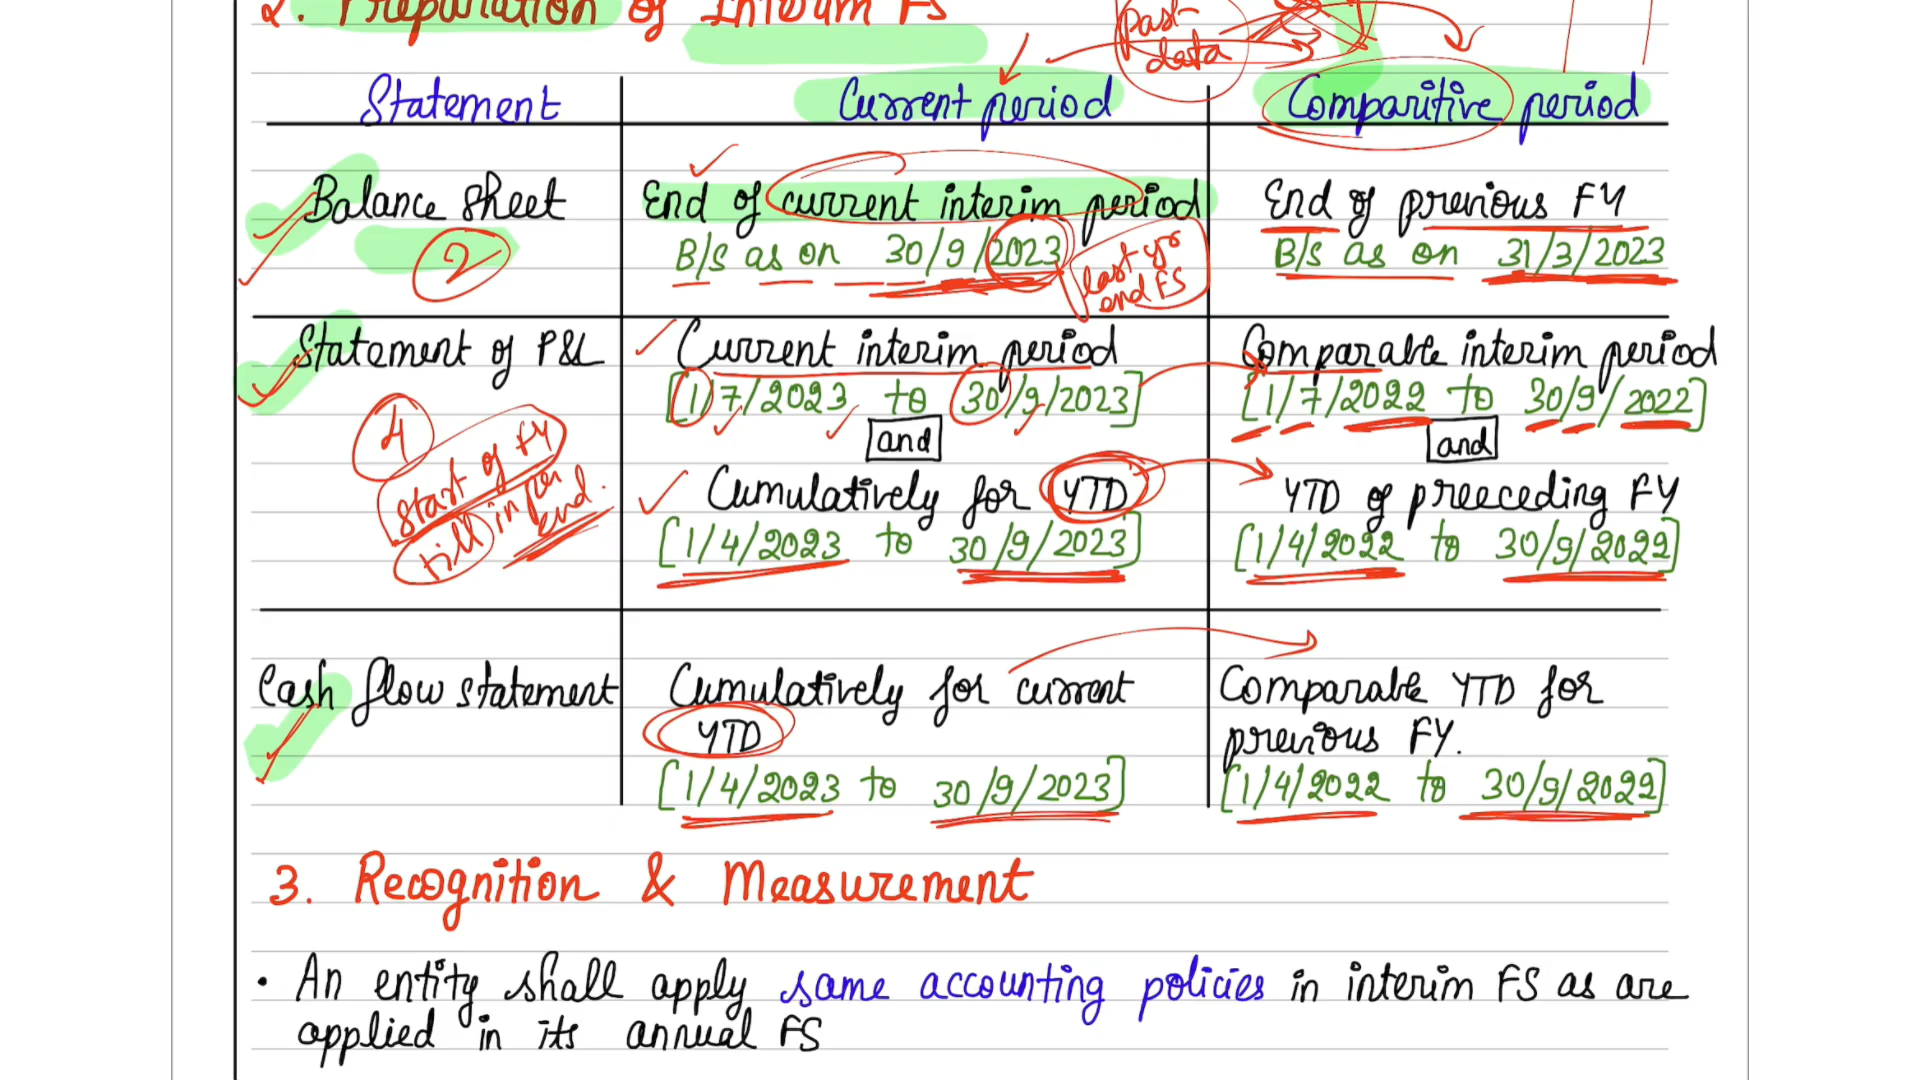 2. Preparation of Interim FS
past
data
Statement Current period Comparitive period
Balance sheet End of current interim period End of previous FY
2 B/S as on 30/9/2023 B/S as on 31/3/2023
last yr
end FS
Statement of P&L Current interim period Comparable interim period
[1/7/2023 to 30/9/2023] [1/7/2022 to 30/9/2022]
4 and and
start of FY
till in per
end.
Cumulatively for YTD YTD of preeceding FY
[1/4/2023 to 30/9/2023] [1/4/2022 to 30/9/2022]
Cash flow statement Cumulatively for current Comparable YTD for
YTD previous FY.
[1/4/2023 to 30/9/2023] [1/4/2022 to 30/9/2022]
3. Recognition & Measurement
• An entity shall apply same accounting policies in interim FS as are
applied in its annual FS